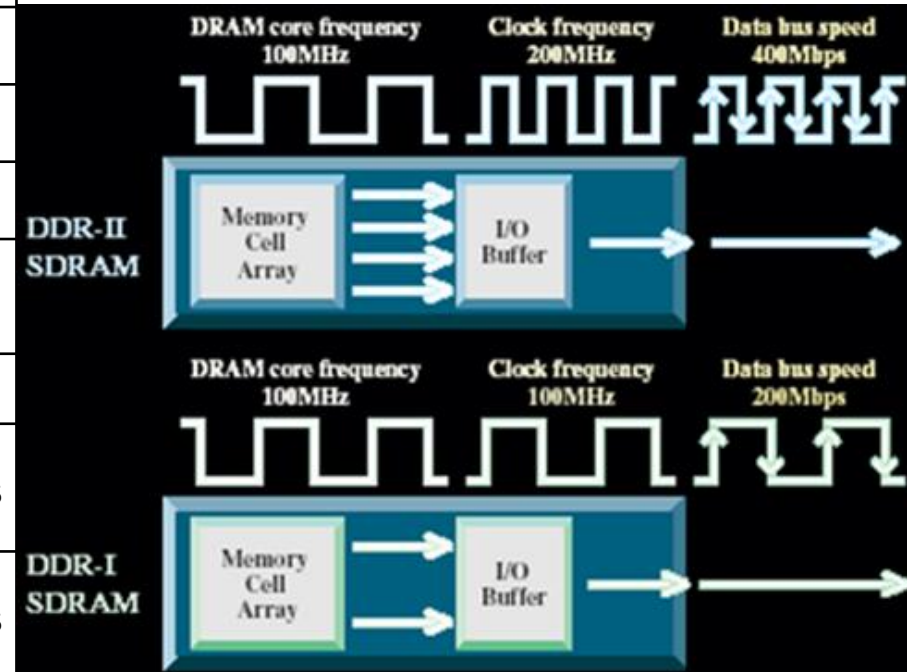 DRAM core frequency
100MHz
Clock frequency
200MHz
Data bus speed
400Mbps
DDR-II
SDRAM
Memory
Cell
Array
I/O
Buffer
DRAM core frequency
100MHz
Clock frequency
100MHz
Data bus speed
200Mbps
DDR-I
SDRAM
Memory
Cell
Array
I/O
Buffer